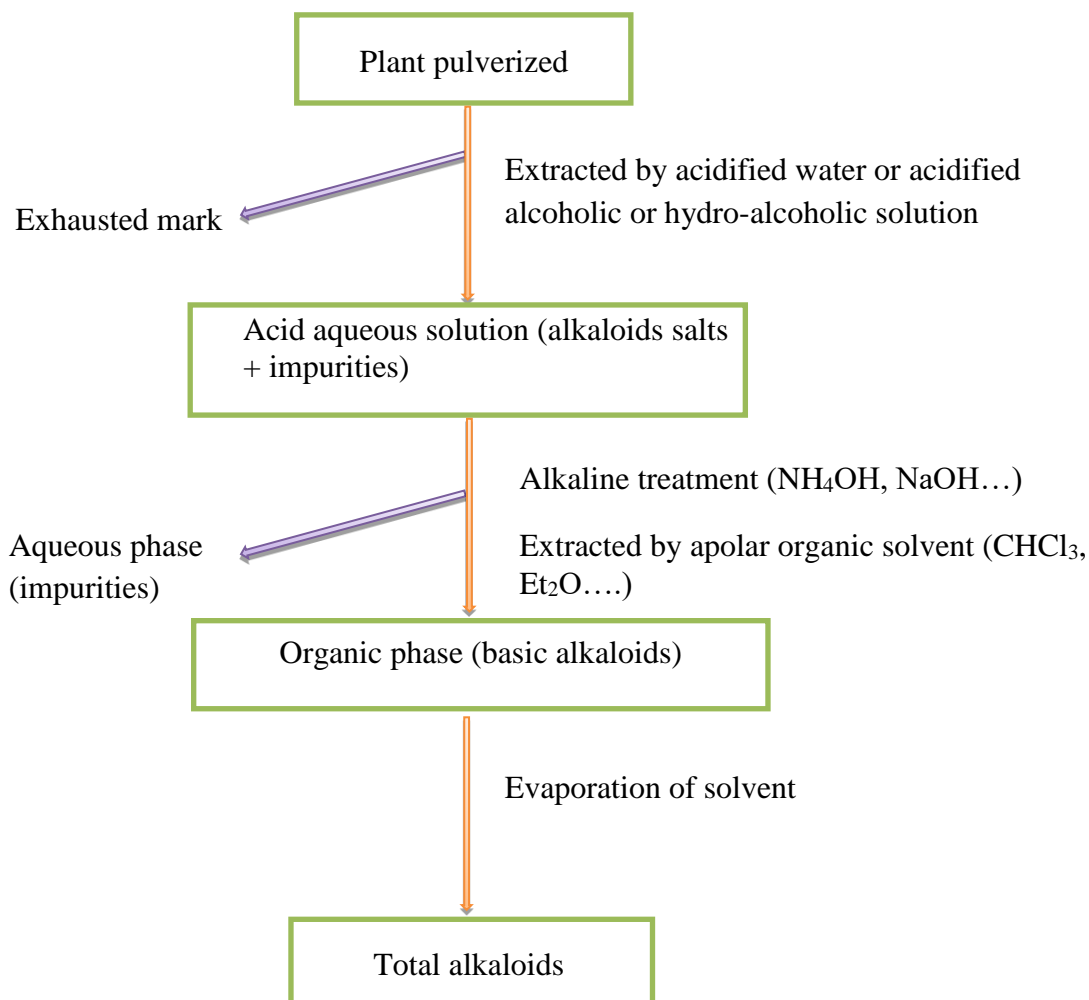 Plant pulverized
Extracted by acidified water or acidified
alcoholic or hydro-alcoholic solution
Exhausted mark
Acid aqueous solution (alkaloids salts
+ impurities)
Alkaline treatment (NH₄OH, NaOH…)
Aqueous phase
(impurities)
Extracted by apolar organic solvent (CHCl₃,
Et₂O….)
Organic phase (basic alkaloids)
Evaporation of solvent
Total alkaloids